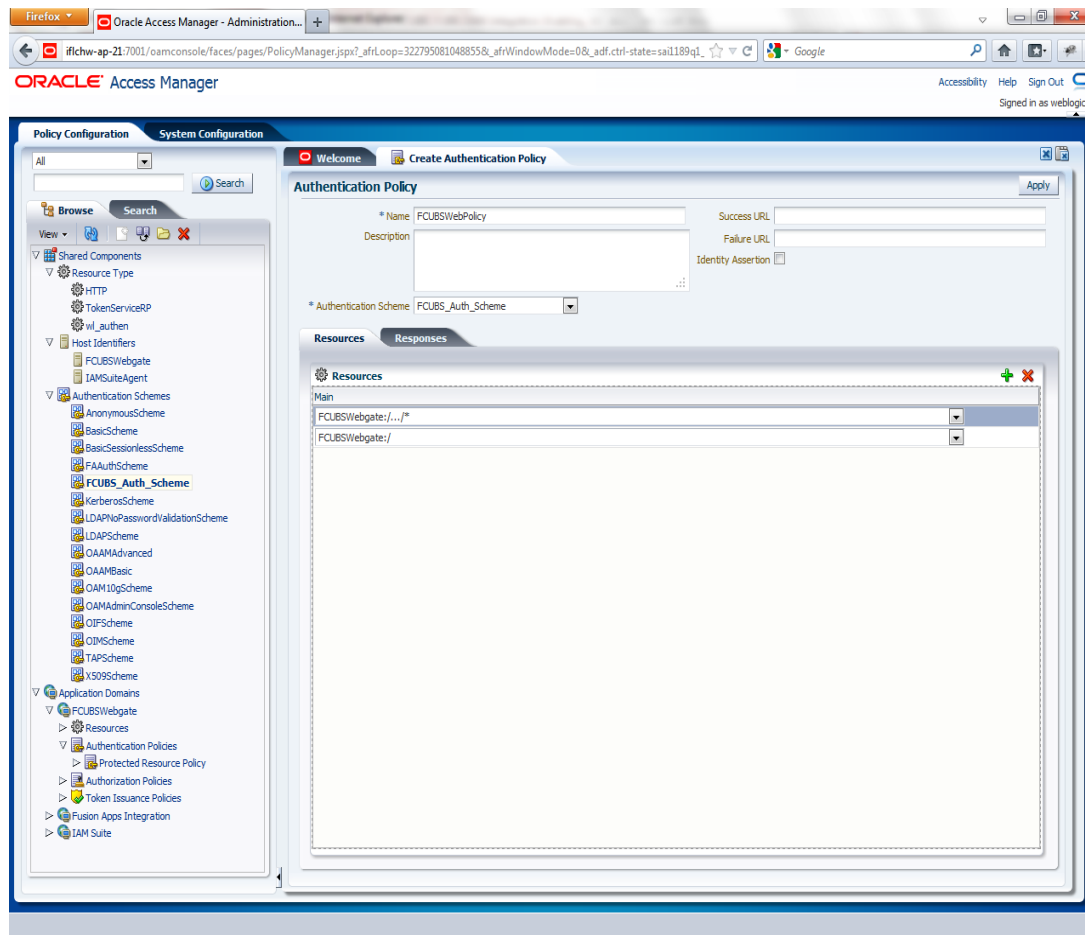 Firefox
Oracle Access Manager - Administration...
iflchw-ap-21:7001/oamconsole/faces/pages/PolicyManager.jspx?_afrLoop=322795081048855&_afrWindowMode=0&_adf.ctrl-state=sai1189q1_
Google
ORACLE Access Manager
Accessibility Help Sign Out
Signed in as weblogic
Policy Configuration System Configuration
All
Search
Browse Search
View
Shared Components
Resource Type
HTTP
TokenServiceRP
wl_authen
Host Identifiers
FCUBSWebgate
IAMSuiteAgent
Authentication Schemes
AnonymousScheme
BasicScheme
BasicSessionlessScheme
FAAuthScheme
FCUBS_Auth_Scheme
KerberosScheme
LDAPNoPasswordValidationScheme
LDAPScheme
OAAMAdvanced
OAAMBasic
OAM10gScheme
OAMAdminConsoleScheme
OIFScheme
OIMScheme
TAPScheme
X509Scheme
Application Domains
FCUBSWebgate
Resources
Authentication Policies
Protected Resource Policy
Authorization Policies
Token Issuance Policies
Fusion Apps Integration
IAM Suite
Welcome Create Authentication Policy
Authentication Policy Apply
* Name FCUBSWebPolicy
Description
* Authentication Scheme FCUBS_Auth_Scheme
Success URL
Failure URL
Identity Assertion
Resources Responses
Resources
Main
FCUBSWebgate:/.../*
FCUBSWebgate:/